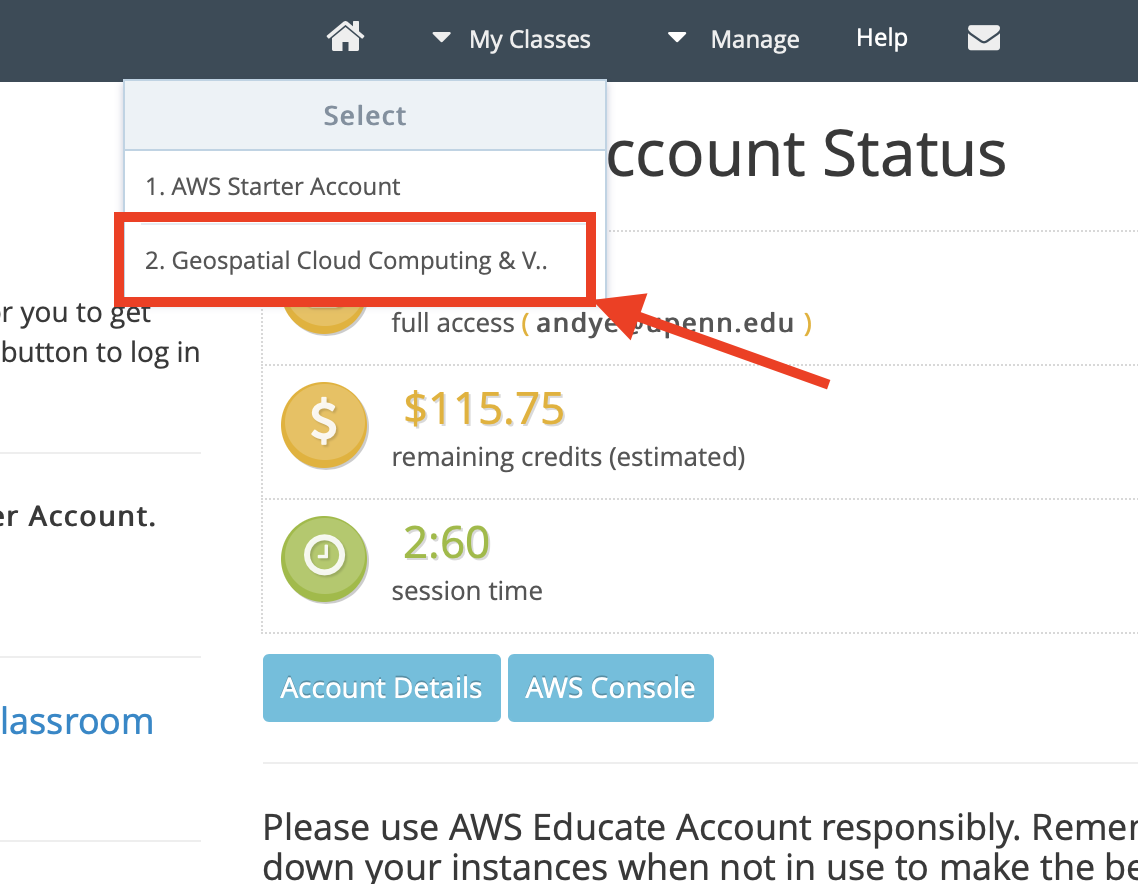 My Classes
Manage
Help
Select
ccount Status
1. AWS Starter Account
2. Geospatial Cloud Computing & V..
r you to get
button to log in
full access ( andye@upenn.edu )
$115.75
remaining credits (estimated)
er Account.
2:60
session time
Account Details
AWS Console
lassroom
Please use AWS Educate Account responsibly. Remem
down your instances when not in use to make the be